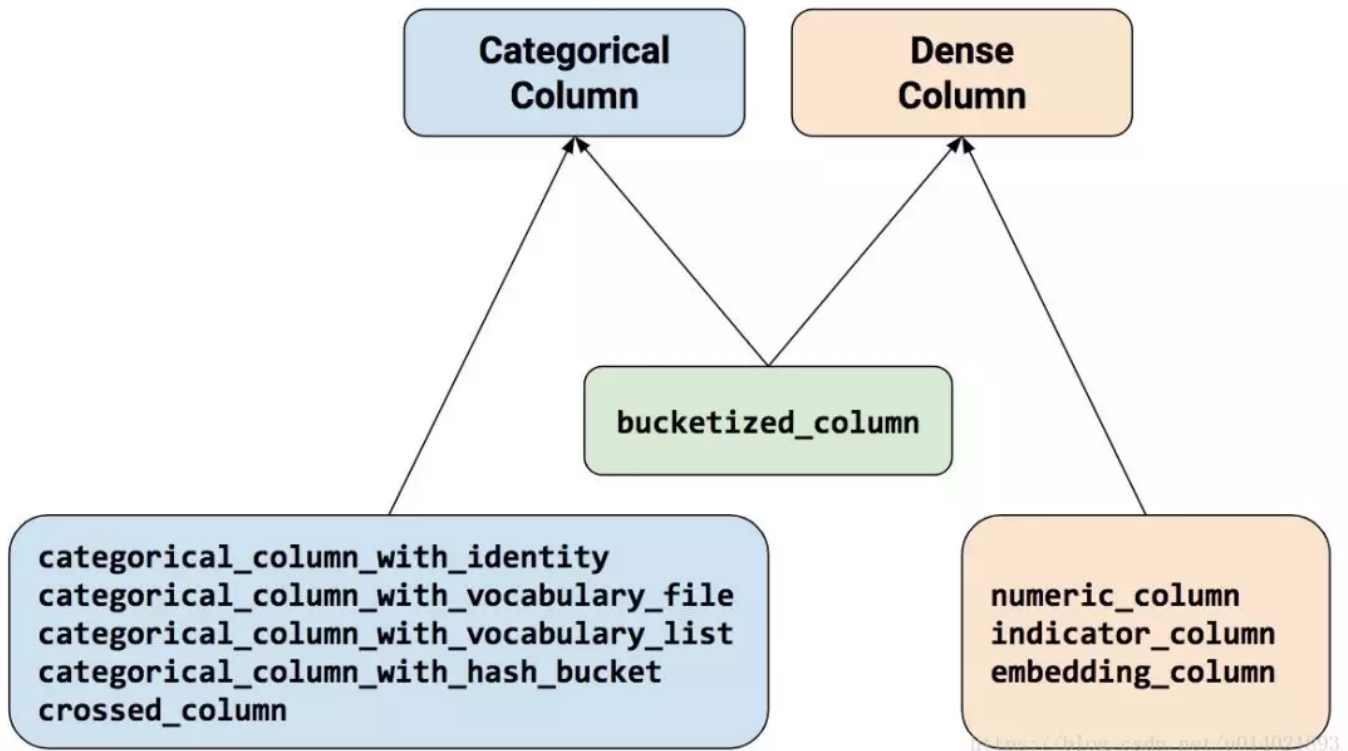 Categorical
Column
Dense
Column
bucketized_column
categorical_column_with_identity
categorical_column_with_vocabulary_file
categorical_column_with_vocabulary_list
categorical_column_with_hash_bucket
crossed_column
numeric_column
indicator_column
embedding_column